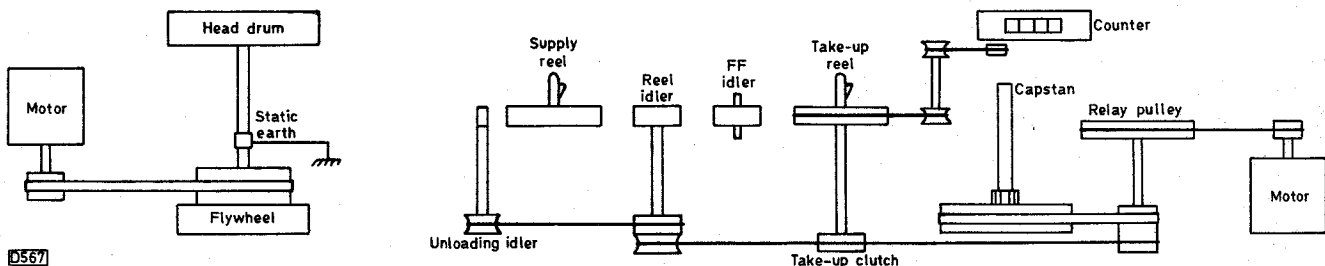 Head drum
Motor
Static
earth
Flywheel
D567
Supply
reel
Reel
idler
FF
idler
Take-up
reel
Counter
Capstan
Relay pulley
Motor
Unloading idler
Take-up clutch